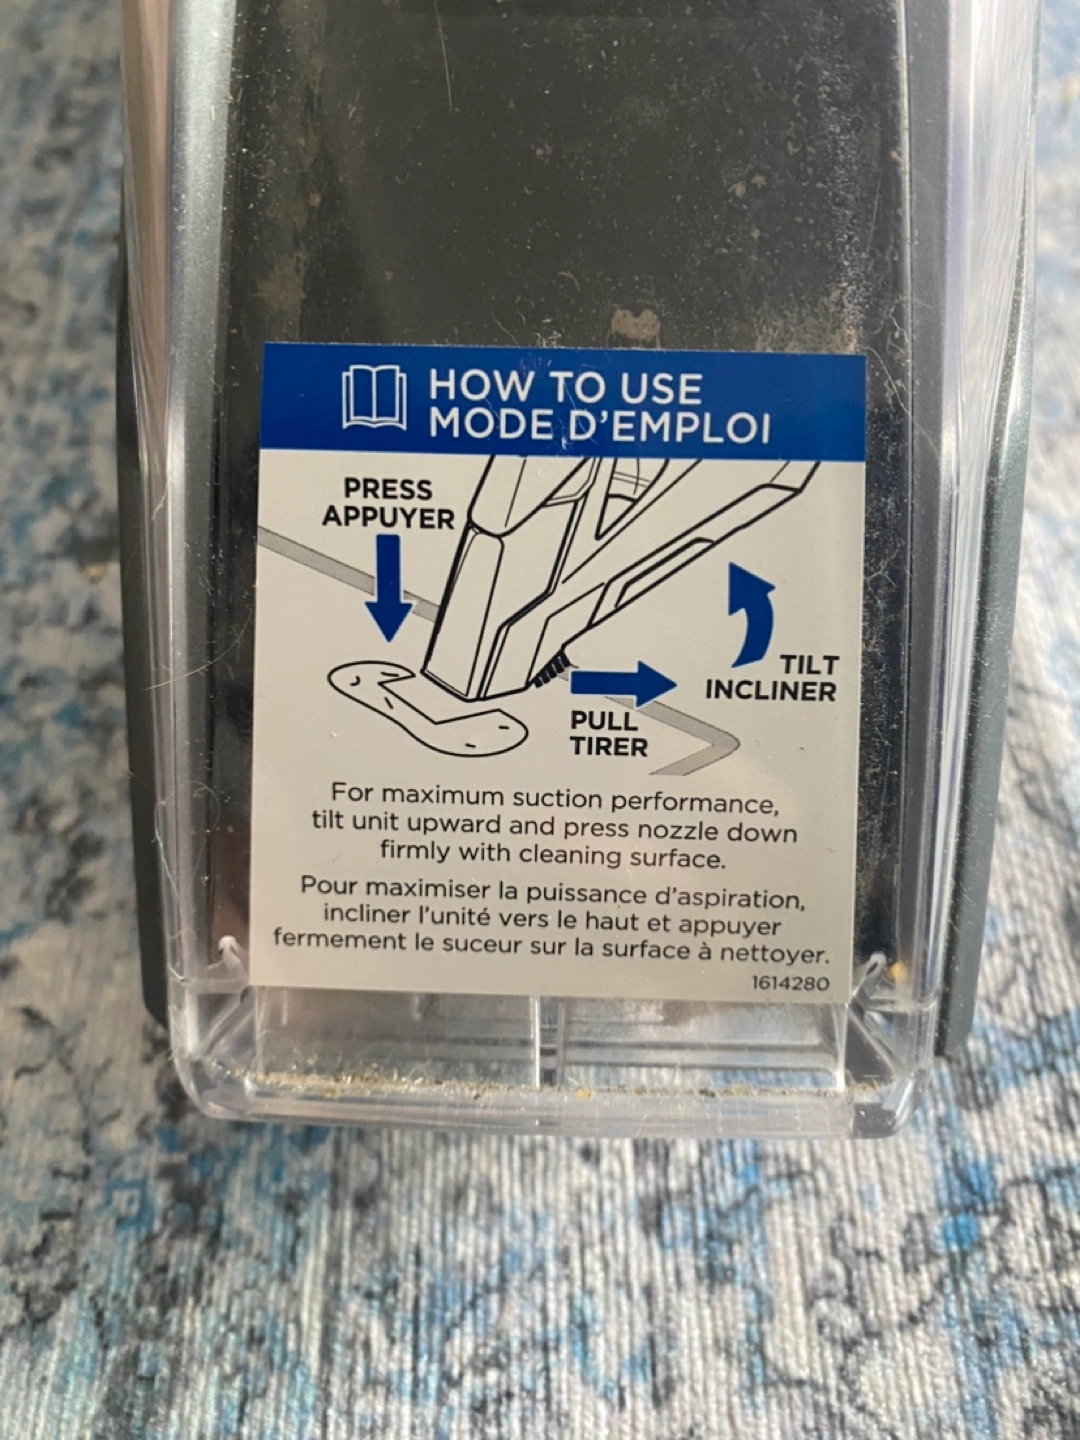 HOW TO USE
MODE D'EMPLOI
PRESS
APPUYER
TILT
INCLINER
PULL
TIRER
For maximum suction performance,
tilt unit upward and press nozzle down
firmly with cleaning surface.
Pour maximiser la puissance d'aspiration,
incliner l'unité vers le haut et appuyer
fermement le suceur sur la surface à nettoyer.
1614280